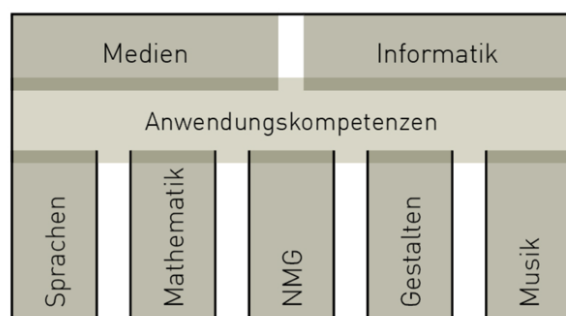 Medien
Informatik
Anwendungskompetenzen
Sprachen
Mathematik
NMG
Gestalten
Musik